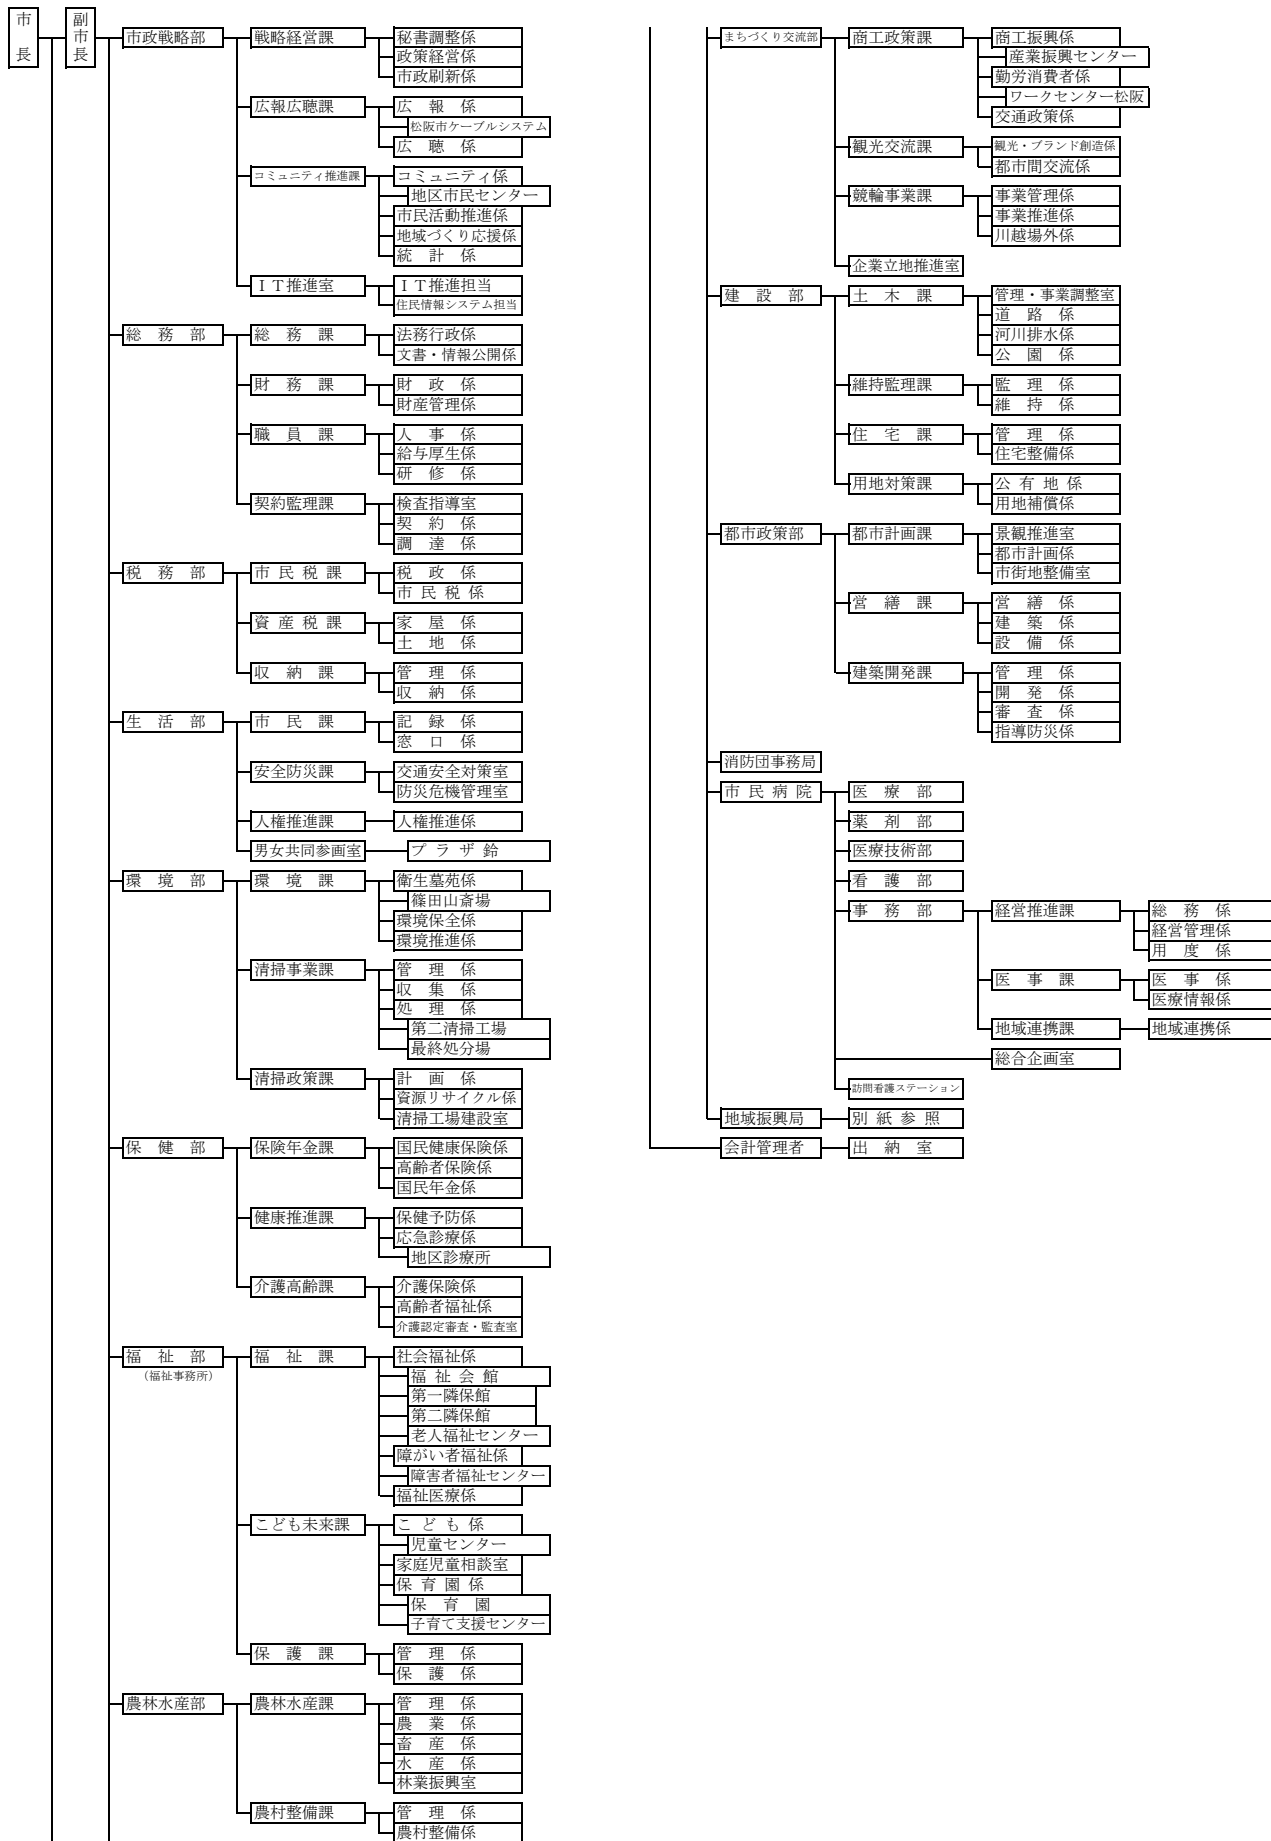 市長
副市長
市政戦略部
戦略経営課
秘書調整係
政策経営係
市政刷新係
広報広聴課
広報係
松阪市ケーブルシステム
広聴係
コミュニティ推進課
コミュニティ係
地区市民センター
市民活動推進係
地域づくり応援係
統計係
ＩＴ推進室
ＩＴ推進担当
住民情報システム担当
総務部
総務課
法務行政係
文書・情報公開係
財務課
財政係
財産管理係
職員課
人事係
給与厚生係
研修係
契約監理課
検査指導室
契約係
調達係
税務部
市民税課
税政係
市民税係
資産税課
家屋係
土地係
収納課
管理係
収納係
生活部
市民課
記録係
窓口係
安全防災課
交通安全対策室
防災危機管理室
人権推進課
人権推進係
男女共同参画室
プラザ鈴
環境部
環境課
衛生墓苑係
篠田山斎場
環境保全係
環境推進係
清掃事業課
管理係
収集係
処理係
第二清掃工場
最終処分場
清掃政策課
計画係
資源リサイクル係
清掃工場建設室
保健部
保険年金課
国民健康保険係
高齢者保険係
国民年金係
健康推進課
保健予防係
応急診療係
地区診療所
介護高齢課
介護保険係
高齢者福祉係
介護認定審査・監査室
福祉部
（福祉事務所）
福祉課
社会福祉係
福祉会館
第一隣保館
第二隣保館
老人福祉センター
障がい者福祉係
障害者福祉センター
福祉医療係
こども未来課
こども係
児童センター
家庭児童相談室
保育園係
保育園
子育て支援センター
保護課
管理係
保護係
農林水産部
農林水産課
管理係
農業係
畜産係
水産係
林業振興室
農村整備課
管理係
農村整備係
まちづくり交流部
商工政策課
商工振興係
産業振興センター
勤労消費者係
ワークセンター松阪
交通政策係
観光交流課
観光・ブランド創造係
都市間交流係
競輪事業課
事業管理係
事業推進係
川越場外係
企業立地推進室
建設部
土木課
管理・事業調整室
道路係
河川排水係
公園係
維持監理課
監理係
維持係
住宅課
管理係
住宅整備係
用地対策課
公有地係
用地補償係
都市政策部
都市計画課
景観推進室
都市計画係
市街地整備室
営繕課
営繕係
建築係
設備係
建築開発課
管理係
開発係
審査係
指導防災係
消防団事務局
市民病院
医療部
薬剤部
医療技術部
看護部
事務部
経営推進課
総務係
経営管理係
用度係
医事課
医事係
医療情報係
地域連携課
地域連携係
総合企画室
訪問看護ステーション
地域振興局
別紙参照
会計管理者
出納室